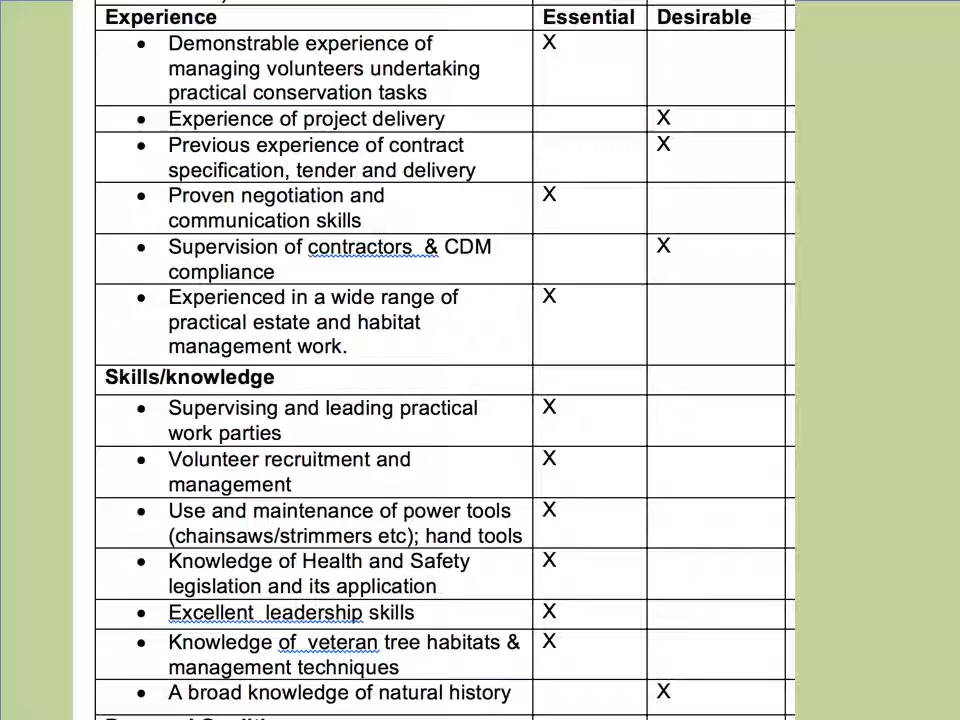 Experience Essential Desirable
• Demonstrable experience of X
managing volunteers undertaking
practical conservation tasks
• Experience of project delivery X
• Previous experience of contract X
specification, tender and delivery
• Proven negotiation and X
communication skills
• Supervision of contractors  & CDM X
compliance
• Experienced in a wide range of X
practical estate and habitat
management work.
Skills/knowledge
• Supervising and leading practical X
work parties
• Volunteer recruitment and X
management
• Use and maintenance of power tools X
(chainsaws/strimmers etc); hand tools
• Knowledge of Health and Safety X
legislation and its application
• Excellent  leadership skills X
• Knowledge of  veteran tree habitats & X
management techniques
• A broad knowledge of natural history X